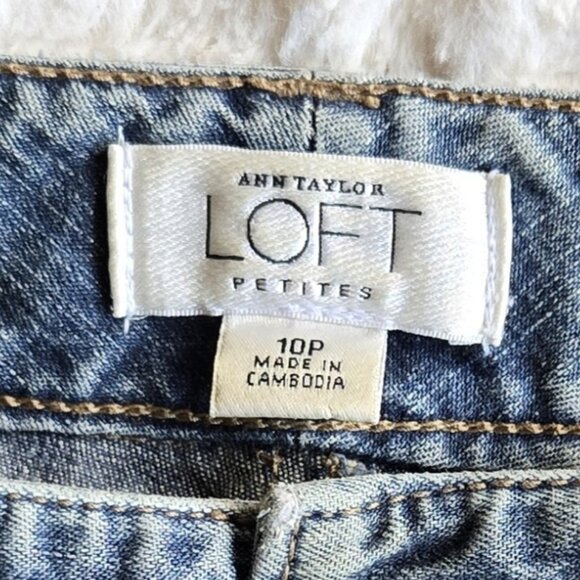 ANN TAYLOR
LOFT
PETITES
10P
MADE IN
CAMBODIA